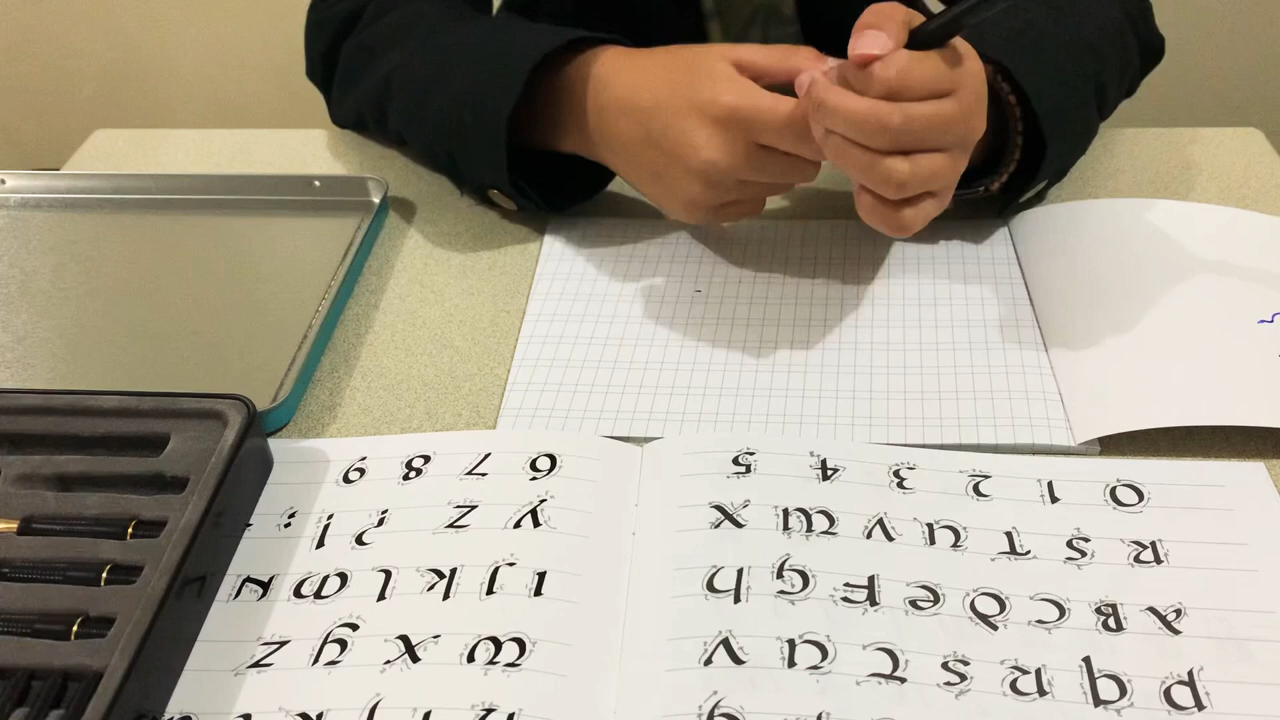 p q R s t u v
A B C D E F G h
R S T U V W X
0 1 2 3 4 5
w x y z
I J K L M N
Y Z ? !
6 7 8 9